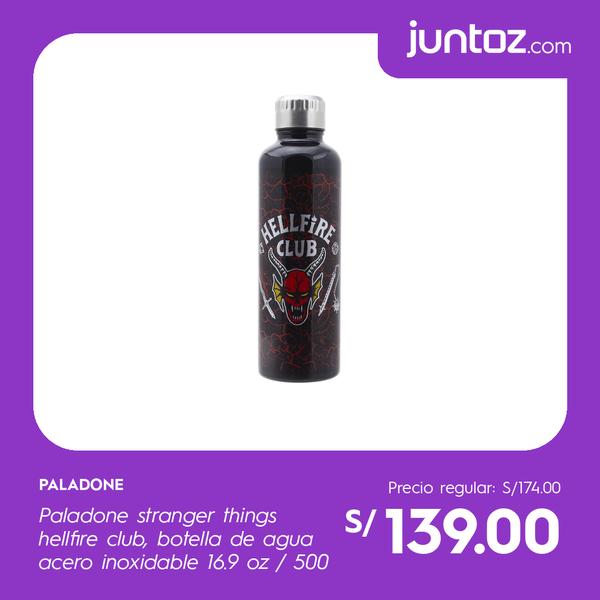 juntoz.com
HELLFIRE
CLUB
PALADONE
Paladone stranger things
hellfire club, botella de agua
acero inoxidable 16.9 oz / 500
Precio regular: S/174.00
S/139.00